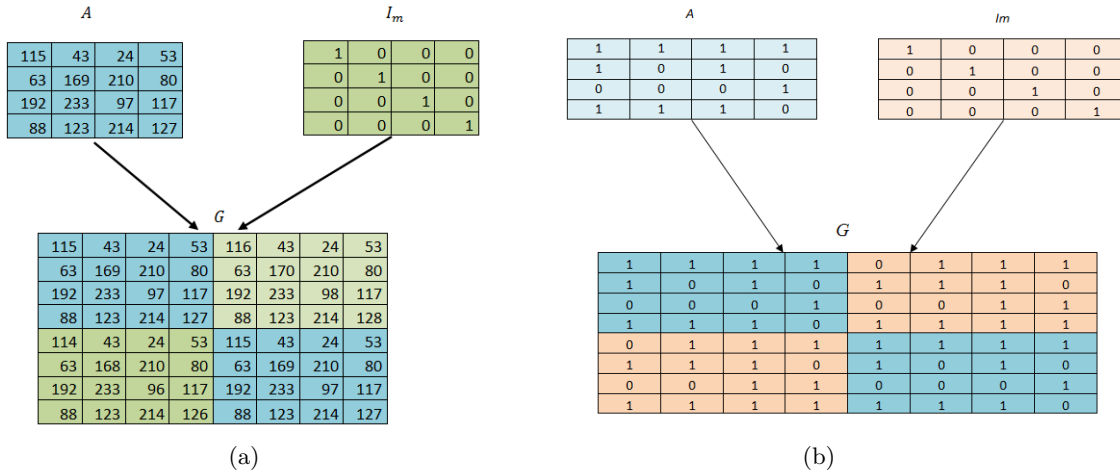 A I_m
115 43 24 53 1 0 0 0
63 169 210 80 0 1 0 0
192 233 97 117 0 0 1 0
88 123 214 127 0 0 0 1
G
115 43 24 53 116 43 24 53
63 169 210 80 63 170 210 80
192 233 97 117 192 233 98 117
88 123 214 127 88 123 214 128
114 43 24 53 115 43 24 53
63 168 210 80 63 169 210 80
192 233 96 117 192 233 97 117
88 123 214 126 88 123 214 127
(a)
A Im
1 1 1 1 1 0 0 0
1 0 1 0 0 1 0 0
0 0 0 1 0 0 1 0
1 1 1 0 0 0 0 1
G
1 1 1 1 0 1 1 1
1 0 1 0 1 1 1 0
0 0 0 1 0 0 1 1
1 1 1 0 1 1 1 1
0 1 1 1 1 1 1 1
1 1 1 0 1 0 1 0
0 0 1 1 0 0 0 1
1 1 1 1 1 1 1 0
(b)